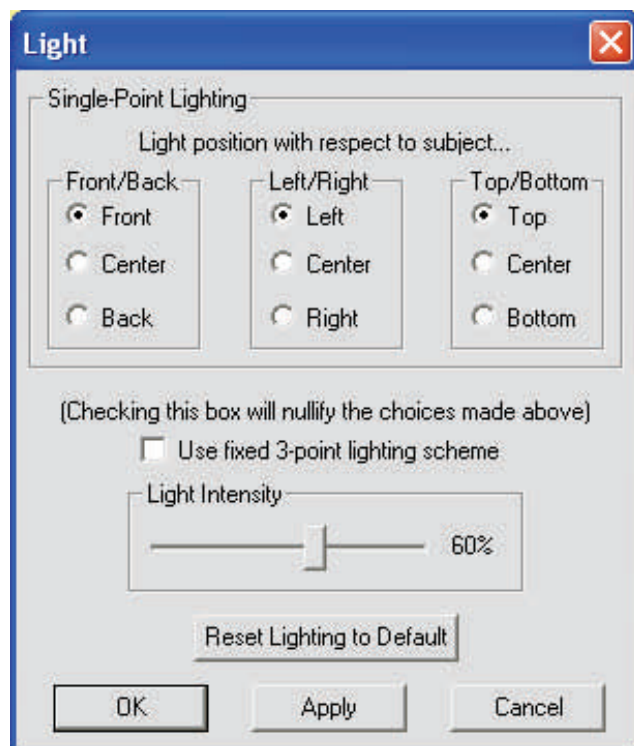 Light
Single-Point Lighting
Light position with respect to subject...
Front/Back Left/Right Top/Bottom
Front Left Top
Center Center Center
Back Right Bottom
(Checking this box will nullify the choices made above)
Use fixed 3-point lighting scheme
Light Intensity
60%
Reset Lighting to Default
OK Apply Cancel